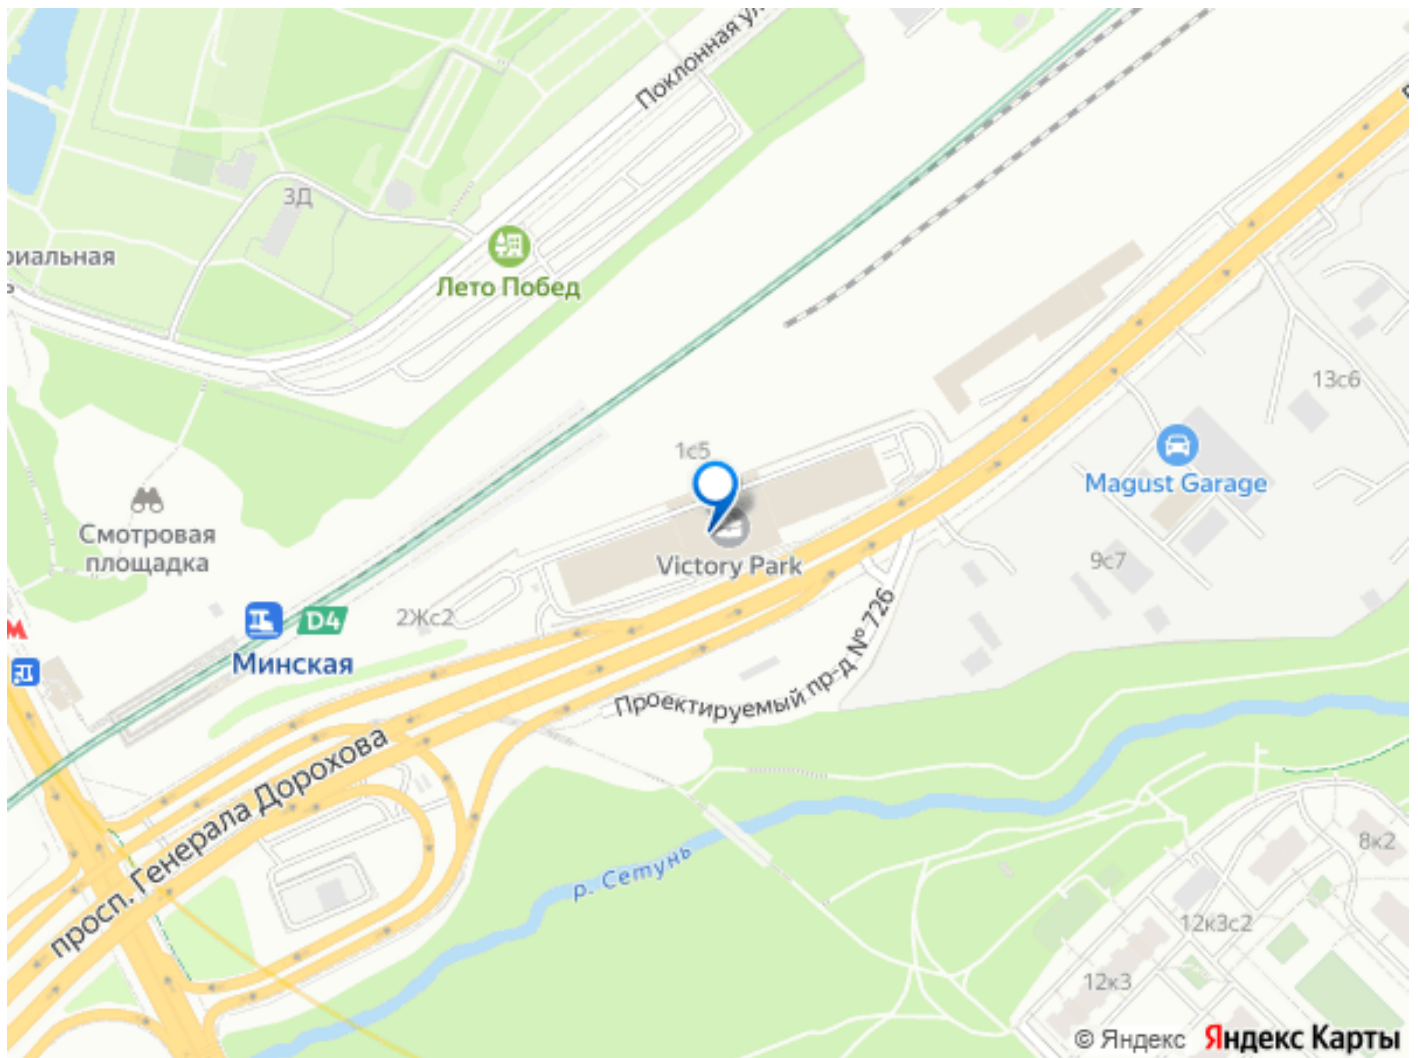 Поклонная ул.
3Д
риальная
Лето Побед
13с6
1с5
Magust Garage
Смотровая
площадка
Victory Park
9с7
2Жс2
D4
Минская
Проектируемый пр-д № 726
просп. Генерала Дорохова
р. Сетунь
8к2
12к3с2
12к3
© Яндекс Яндекс Карты